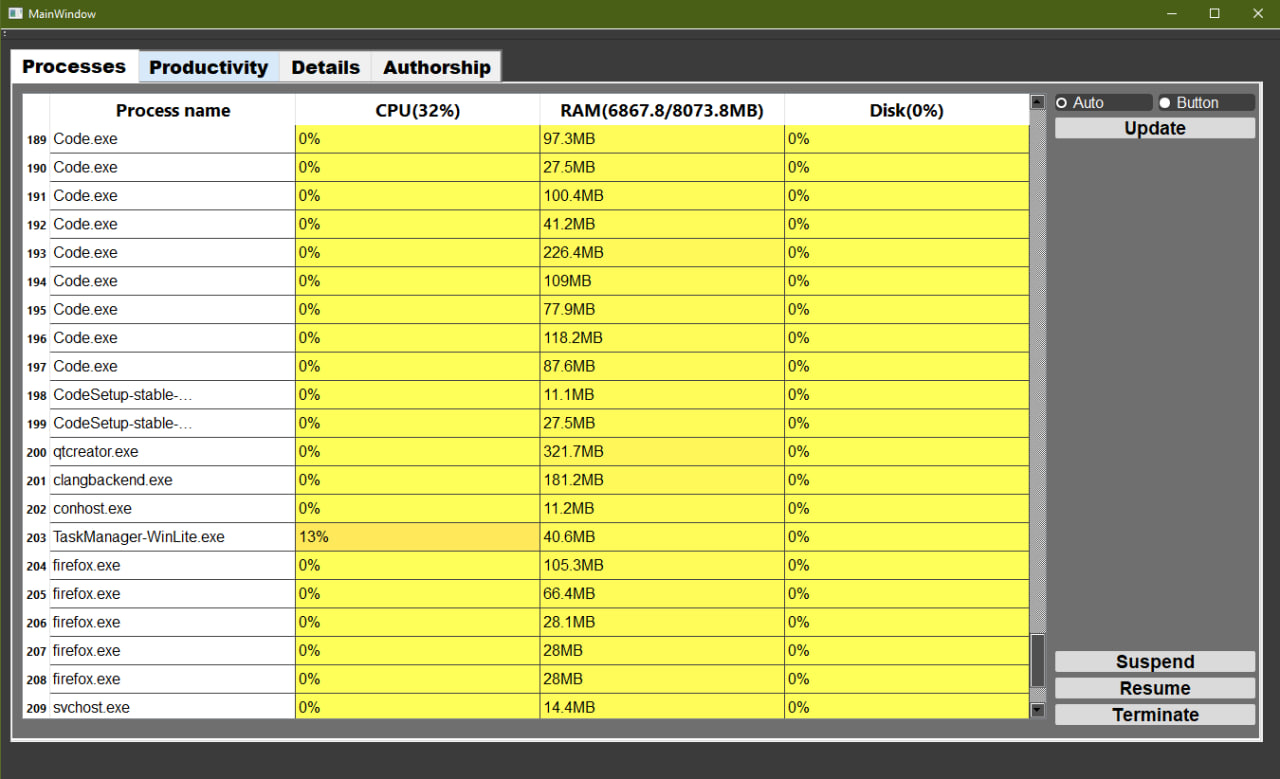 MainWindow
Processes Productivity Details Authorship
Process name CPU(32%) RAM(6867.8/8073.8MB) Disk(0%)
Auto Button
Update
189 Code.exe 0% 97.3MB 0%
190 Code.exe 0% 27.5MB 0%
191 Code.exe 0% 100.4MB 0%
192 Code.exe 0% 41.2MB 0%
193 Code.exe 0% 226.4MB 0%
194 Code.exe 0% 109MB 0%
195 Code.exe 0% 77.9MB 0%
196 Code.exe 0% 118.2MB 0%
197 Code.exe 0% 87.6MB 0%
198 CodeSetup-stable-... 0% 11.1MB 0%
199 CodeSetup-stable-... 0% 27.5MB 0%
200 qtcreator.exe 0% 321.7MB 0%
201 clangbackend.exe 0% 181.2MB 0%
202 conhost.exe 0% 11.2MB 0%
203 TaskManager-WinLite.exe 13% 40.6MB 0%
204 firefox.exe 0% 105.3MB 0%
205 firefox.exe 0% 66.4MB 0%
206 firefox.exe 0% 28.1MB 0%
207 firefox.exe 0% 28MB 0%
208 firefox.exe 0% 28MB 0%
209 svchost.exe 0% 14.4MB 0%
Suspend
Resume
Terminate